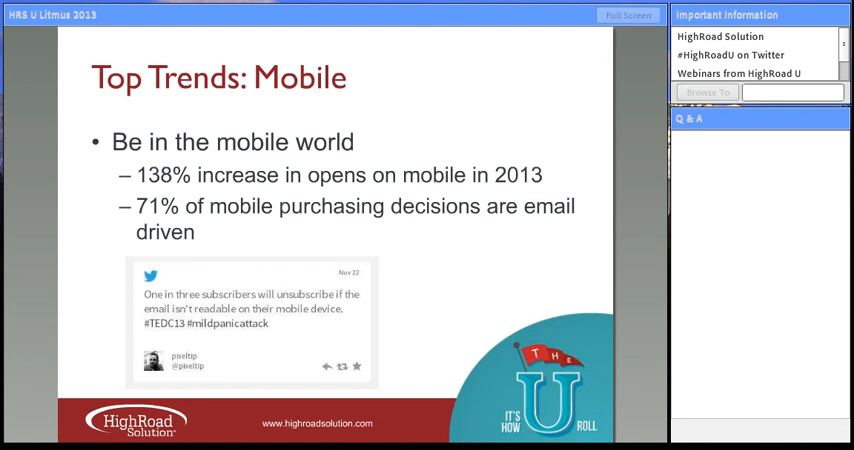 HRS U Litmus 2013
Full Screen
Top Trends: Mobile
• Be in the mobile world
– 138% increase in opens on mobile in 2013
– 71% of mobile purchasing decisions are email
driven
Nov 22
One in three subscribers will unsubscribe if the
email isn't readable on their mobile device.
#TEDC13 #mildpanicattack
pixeltip
@pixeltip
HighRoad
Solution™
www.highroadsolution.com
THE
U
IT'S
HOW
ROLL
Important Information
HighRoad Solution
#HighRoadU on Twitter
Webinars from HighRoad U
Browse To
Q & A